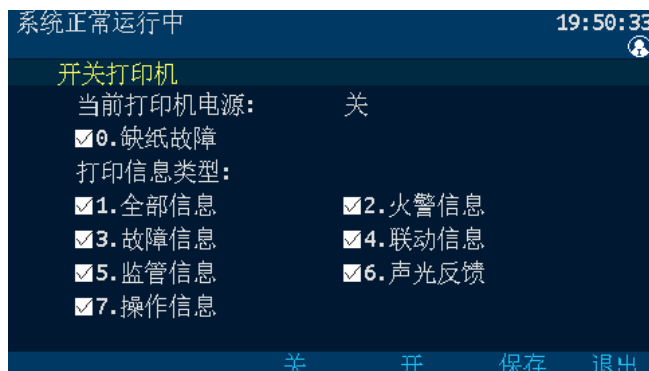 系统正常运行中 19:50:33
开关打印机
当前打印机电源: 关
0.缺纸故障
打印信息类型:
1.全部信息 2.火警信息
3.故障信息 4.联动信息
5.监管信息 6.声光反馈
7.操作信息
关 开 保存 退出